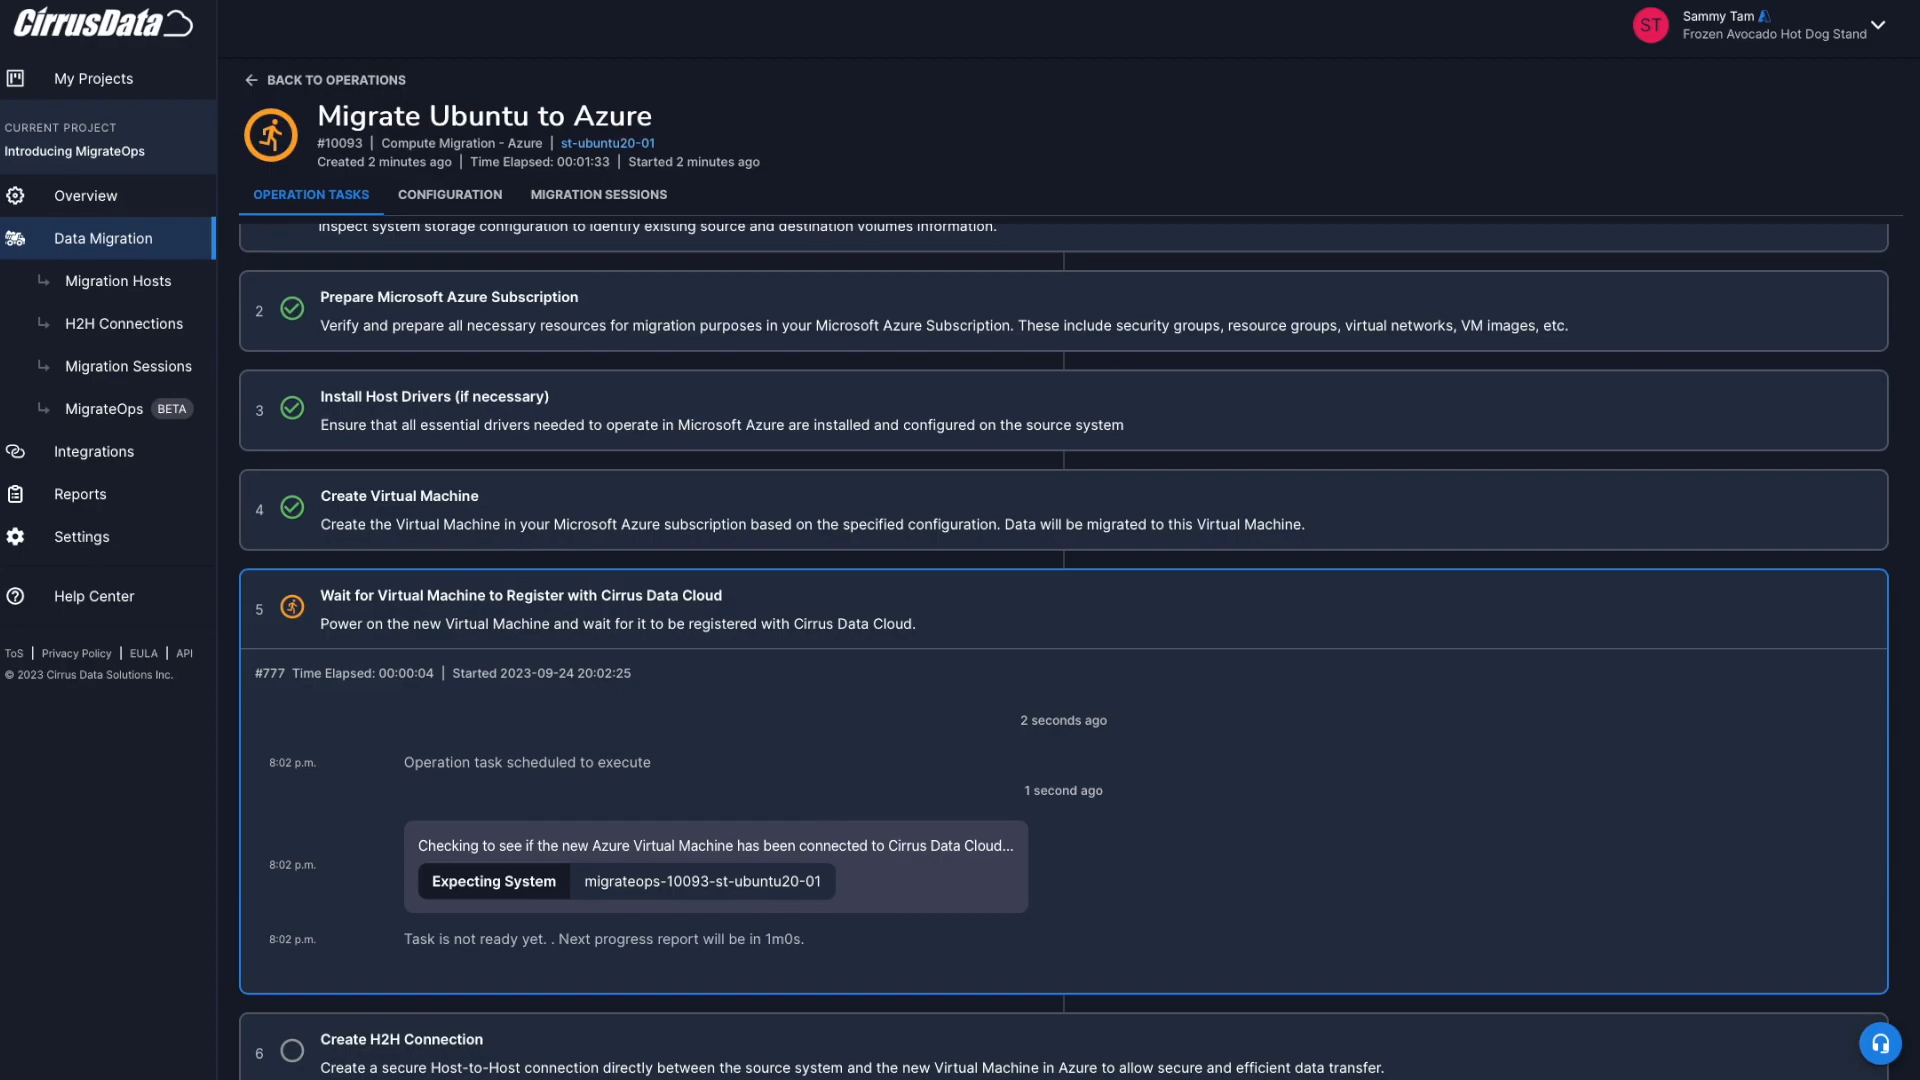 CirrusData
ST
Sammy Tam
Frozen Avocado Hot Dog Stand
My Projects
CURRENT PROJECT
Introducing MigrateOps
Overview
Data Migration
Migration Hosts
H2H Connections
Migration Sessions
MigrateOps BETA
Integrations
Reports
Settings
Help Center
ToS | Privacy Policy | EULA | API
© 2023 Cirrus Data Solutions Inc.
BACK TO OPERATIONS
Migrate Ubuntu to Azure
#10093 | Compute Migration - Azure | st-ubuntu20-01
Created 2 minutes ago | Time Elapsed: 00:01:33 | Started 2 minutes ago
OPERATION TASKS CONFIGURATION MIGRATION SESSIONS
Inspect system storage configuration to identify existing source and destination volumes information.
2
Prepare Microsoft Azure Subscription
Verify and prepare all necessary resources for migration purposes in your Microsoft Azure Subscription. These include security groups, resource groups, virtual networks, VM images, etc.
3
Install Host Drivers (if necessary)
Ensure that all essential drivers needed to operate in Microsoft Azure are installed and configured on the source system
4
Create Virtual Machine
Create the Virtual Machine in your Microsoft Azure subscription based on the specified configuration. Data will be migrated to this Virtual Machine.
5
Wait for Virtual Machine to Register with Cirrus Data Cloud
Power on the new Virtual Machine and wait for it to be registered with Cirrus Data Cloud.
#777 Time Elapsed: 00:00:04 | Started 2023-09-24 20:02:25
2 seconds ago
8:02 p.m. Operation task scheduled to execute
1 second ago
Checking to see if the new Azure Virtual Machine has been connected to Cirrus Data Cloud...
8:02 p.m.
Expecting System migrateops-10093-st-ubuntu20-01
8:02 p.m. Task is not ready yet. . Next progress report will be in 1m0s.
6
Create H2H Connection
Create a secure Host-to-Host connection directly between the source system and the new Virtual Machine in Azure to allow secure and efficient data transfer.